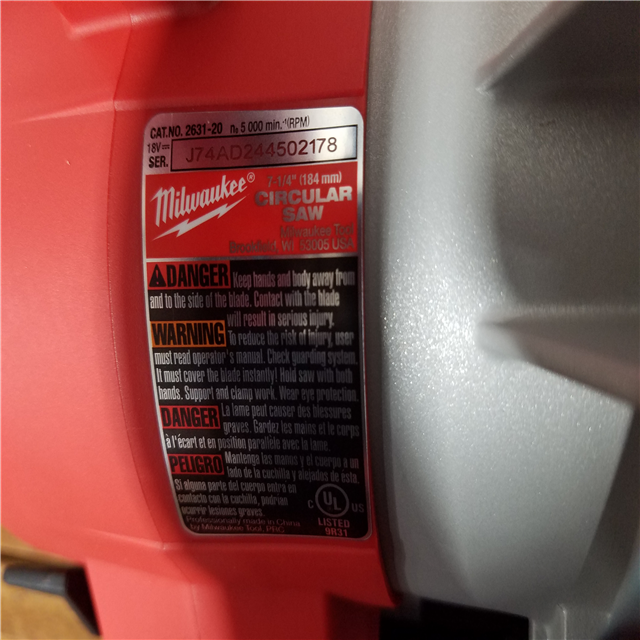 CAT.NO. 2631-20 n₀ 5 000 min.⁻¹(RPM)
18V⎓
SER. J74AD244502178
Milwaukee®
7-1/4" (184 mm)
CIRCULAR
SAW
Milwaukee Tool
Brookfield, WI 53005 USA
DANGER Keep hands and body away from
and to the side of the blade. Contact with the blade
will result in serious injury.
WARNING To reduce the risk of injury, user
must read operator's manual. Check guarding system.
It must cover the blade instantly! Hold saw with both
hands. Support and clamp work. Wear eye protection.
DANGER La lame peut causer des blessures
graves. Gardez les mains et le corps
à l'écart et en position parallèle avec la lame.
PELIGRO Mantenga las manos y el cuerpo a un
lado de la cuchilla y alejados de ésta.
Si alguna parte del cuerpo entra en
contacto con la cuchilla, podrían
ocurrir lesiones graves.
Professionally made in China
by Milwaukee Tool, PRC
C UL US
LISTED
9R31